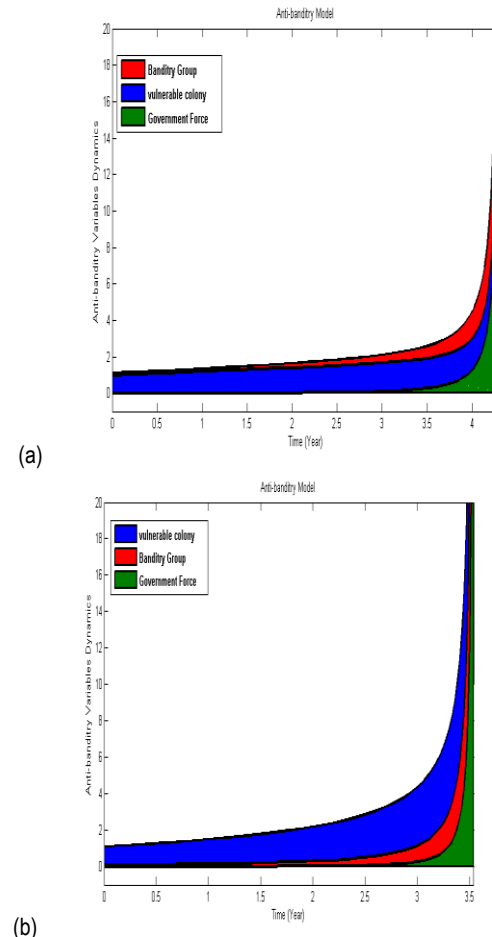 Anti-banditry Model
20
18
16
14
12
10
8
6
4
2
0
Anti-banditry Variables Dynamics
Banditry Group
vulnerable colony
Government Force
0 0.5 1 1.5 2 2.5 3 3.5 4
Time (Year)
(a)
Anti-banditry Model
20
18
16
14
12
10
8
6
4
2
0
Anti-banditry Variables Dynamics
vulnerable colony
Banditry Group
Government Force
0 0.5 1 1.5 2 2.5 3 3.5
Time (Year)
(b)